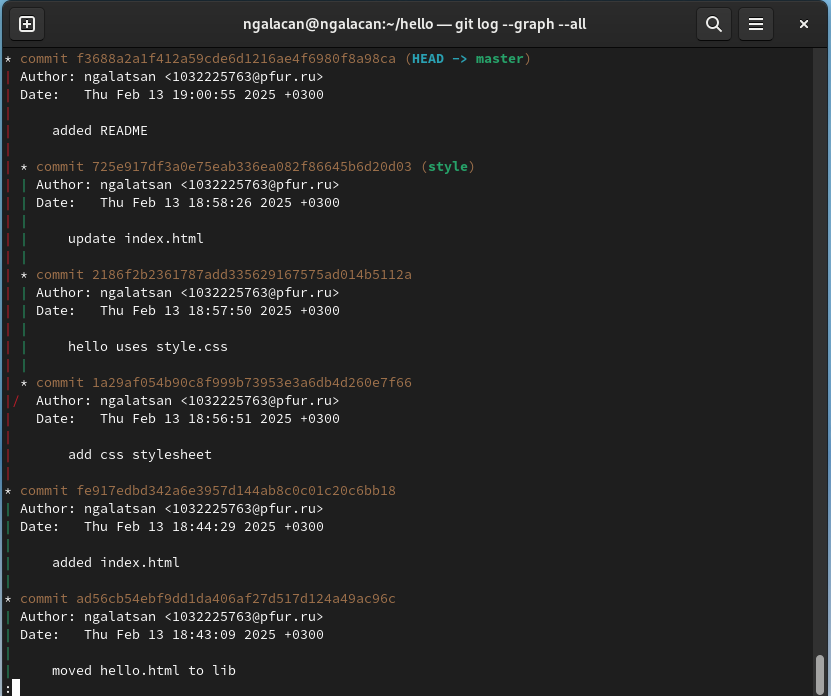 ngalacan@ngalacan:~/hello — git log --graph --all
* commit f3688a2a1f412a59cde6d1216ae4f6980f8a98ca (HEAD -> master)
| Author: ngalatsan <1032225763@pfur.ru>
| Date:   Thu Feb 13 19:00:55 2025 +0300
|
|     added README
|
| * commit 725e917df3a0e75eab336ea082f86645b6d20d03 (style)
| | Author: ngalatsan <1032225763@pfur.ru>
| | Date:   Thu Feb 13 18:58:26 2025 +0300
| |
| |     update index.html
| |
| * commit 2186f2b2361787add335629167575ad014b5112a
| | Author: ngalatsan <1032225763@pfur.ru>
| | Date:   Thu Feb 13 18:57:50 2025 +0300
| |
| |     hello uses style.css
| |
| * commit 1a29af054b90c8f999b73953e3a6db4d260e7f66
|/  Author: ngalatsan <1032225763@pfur.ru>
|   Date:   Thu Feb 13 18:56:51 2025 +0300
|
|       add css stylesheet
|
* commit fe917edbd342a6e3957d144ab8c0c01c20c6bb18
| Author: ngalatsan <1032225763@pfur.ru>
| Date:   Thu Feb 13 18:44:29 2025 +0300
|
|     added index.html
|
* commit ad56cb54ebf9dd1da406af27d517d124a49ac96c
| Author: ngalatsan <1032225763@pfur.ru>
| Date:   Thu Feb 13 18:43:09 2025 +0300
|
|     moved hello.html to lib
: